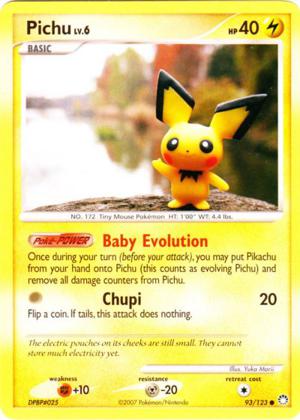 Pichu LV.6 HP 40
BASIC
NO. 172 Tiny Mouse Pokémon HT: 1'00" WT: 4.4 lbs.
Poké-POWER Baby Evolution
Once during your turn (before your attack), you may put Pikachu
from your hand onto Pichu (this counts as evolving Pichu) and
remove all damage counters from Pichu.
Chupi 20
Flip a coin. If tails, this attack does nothing.
The electric pouches on its cheeks are still small. They cannot
store much electricity yet.
weakness resistance retreat cost
+10 -20
Illus. Yuka Morii
DPBP#025 ©2007 Pokémon/Nintendo 93/123